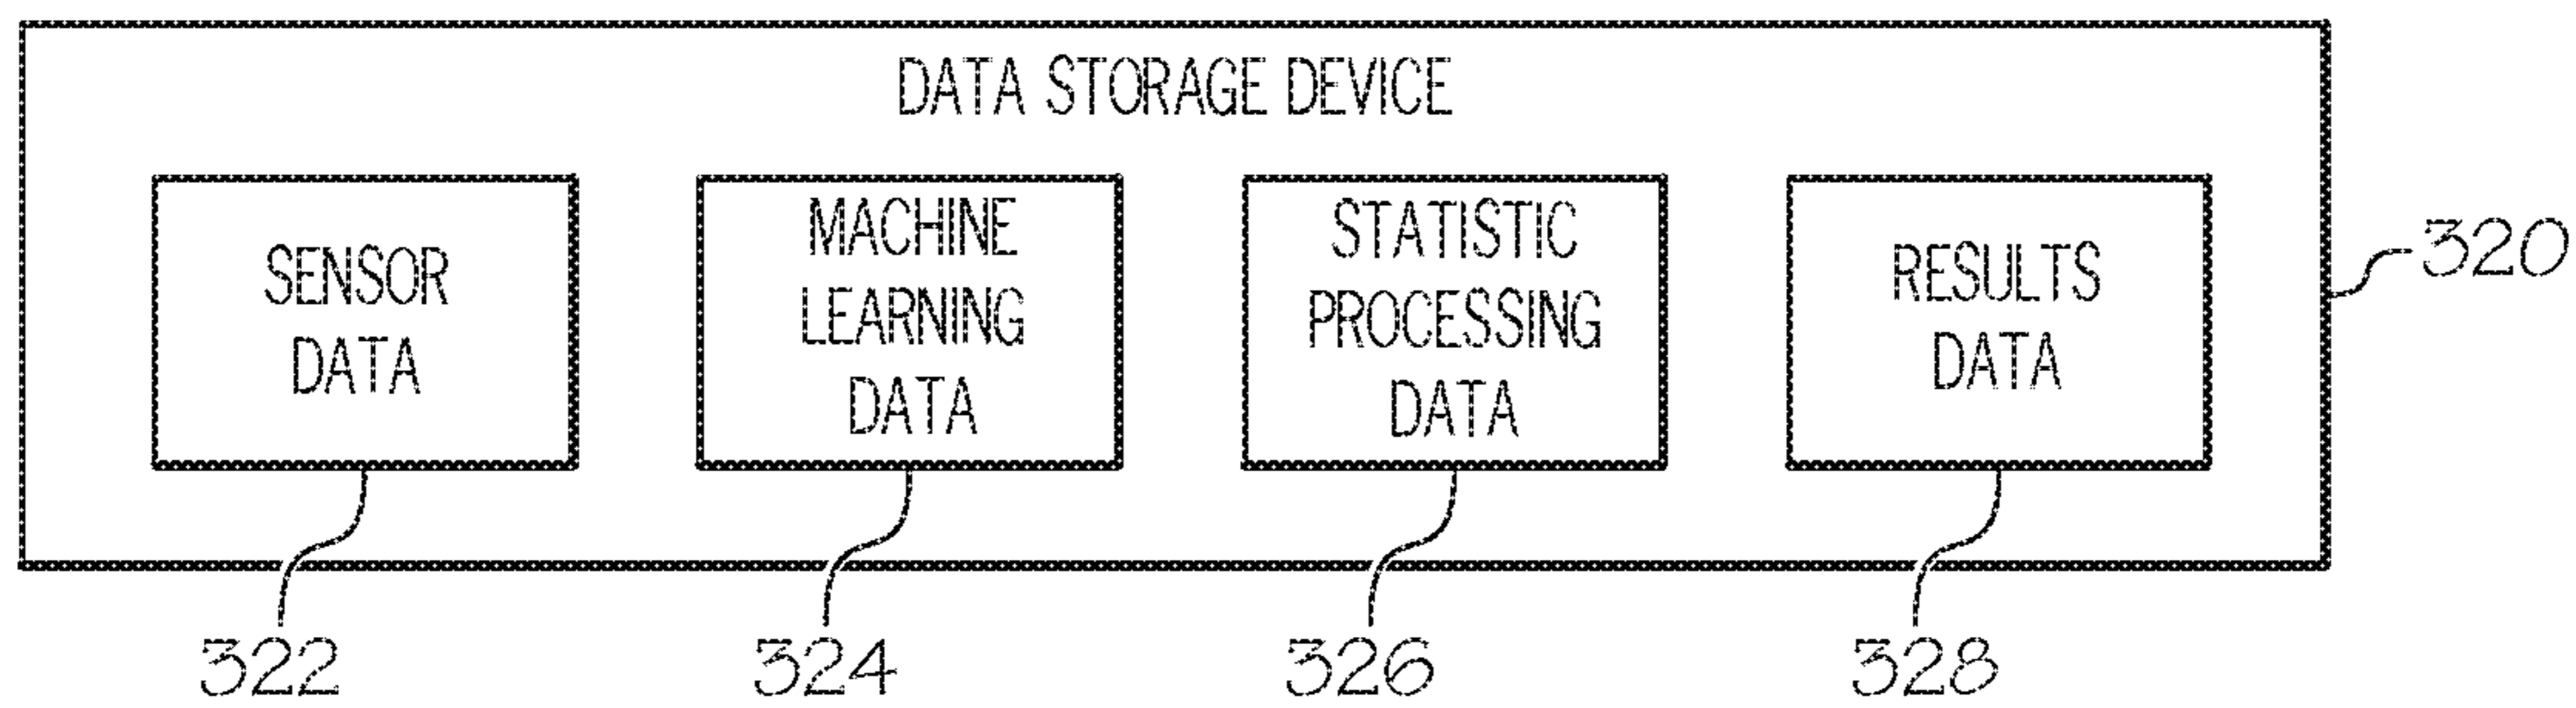 DATA STORAGE DEVICE
SENSOR
DATA
MACHINE
LEARNING
DATA
STATISTIC
PROCESSING
DATA
RESULTS
DATA
320
322
324
326
328